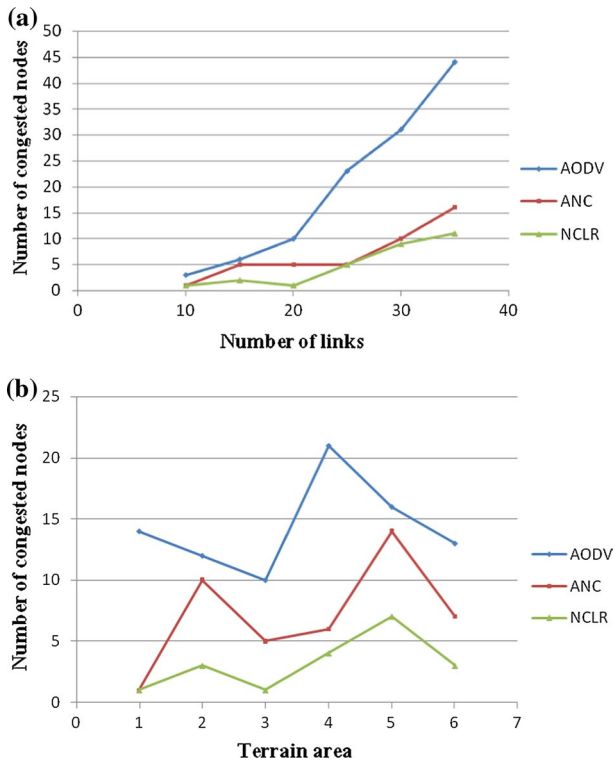 (a)
Number of congested nodes
50
45
40
35
30
25
20
15
10
5
0
0 10 20 30 40
Number of links
AODV
ANC
NCLR
(b)
Number of congested nodes
25
20
15
10
5
0
0 1 2 3 4 5 6 7
Terrain area
AODV
ANC
NCLR